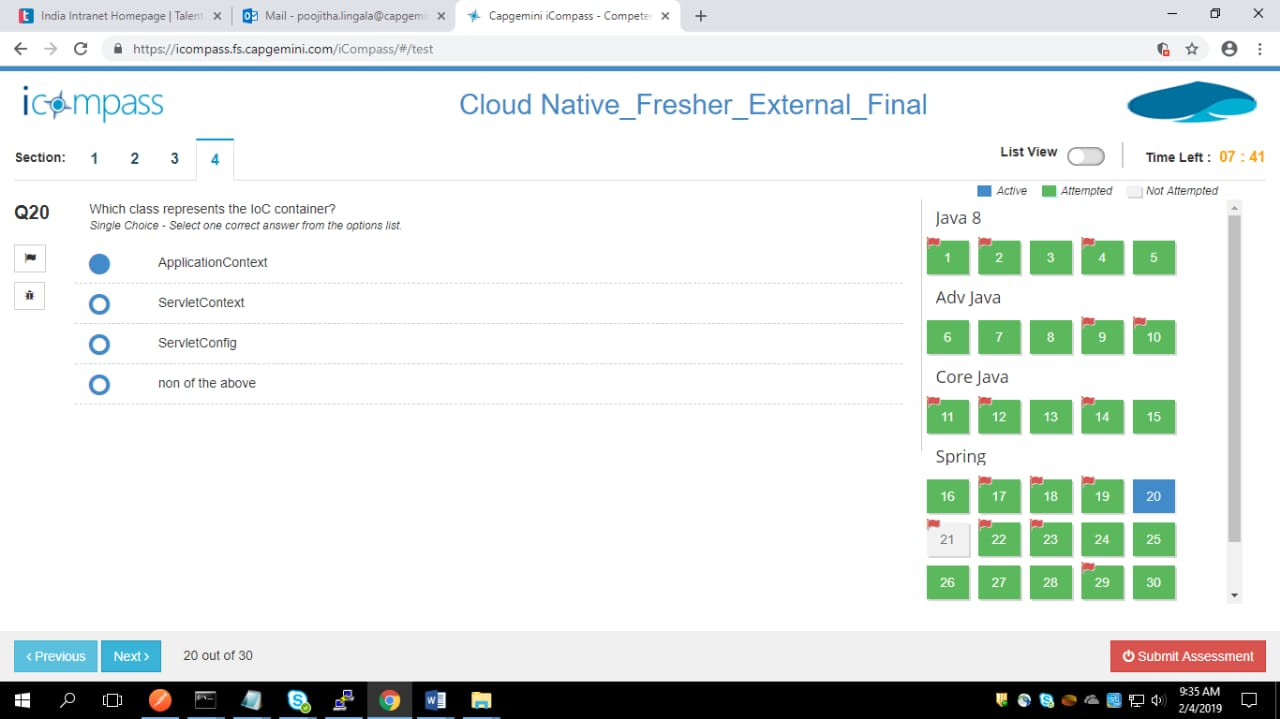 India Intranet Homepage | Talent
Mail - poojitha.lingala@capgemini
Capgemini iCompass - Compete
https://icompass.fs.capgemini.com/iCompass/#/test
icompass
Cloud Native_Fresher_External_Final
Section: 1 2 3 4
List View
Time Left : 07 : 41
Active Attempted Not Attempted
Q20
Which class represents the IoC container?
Single Choice - Select one correct answer from the options list.
ApplicationContext
ServletContext
ServletConfig
non of the above
Java 8
1 2 3 4 5
Adv Java
6 7 8 9 10
Core Java
11 12 13 14 15
Spring
16 17 18 19 20
21 22 23 24 25
26 27 28 29 30
‹ Previous Next › 20 out of 30
Submit Assessment
9:35 AM
2/4/2019